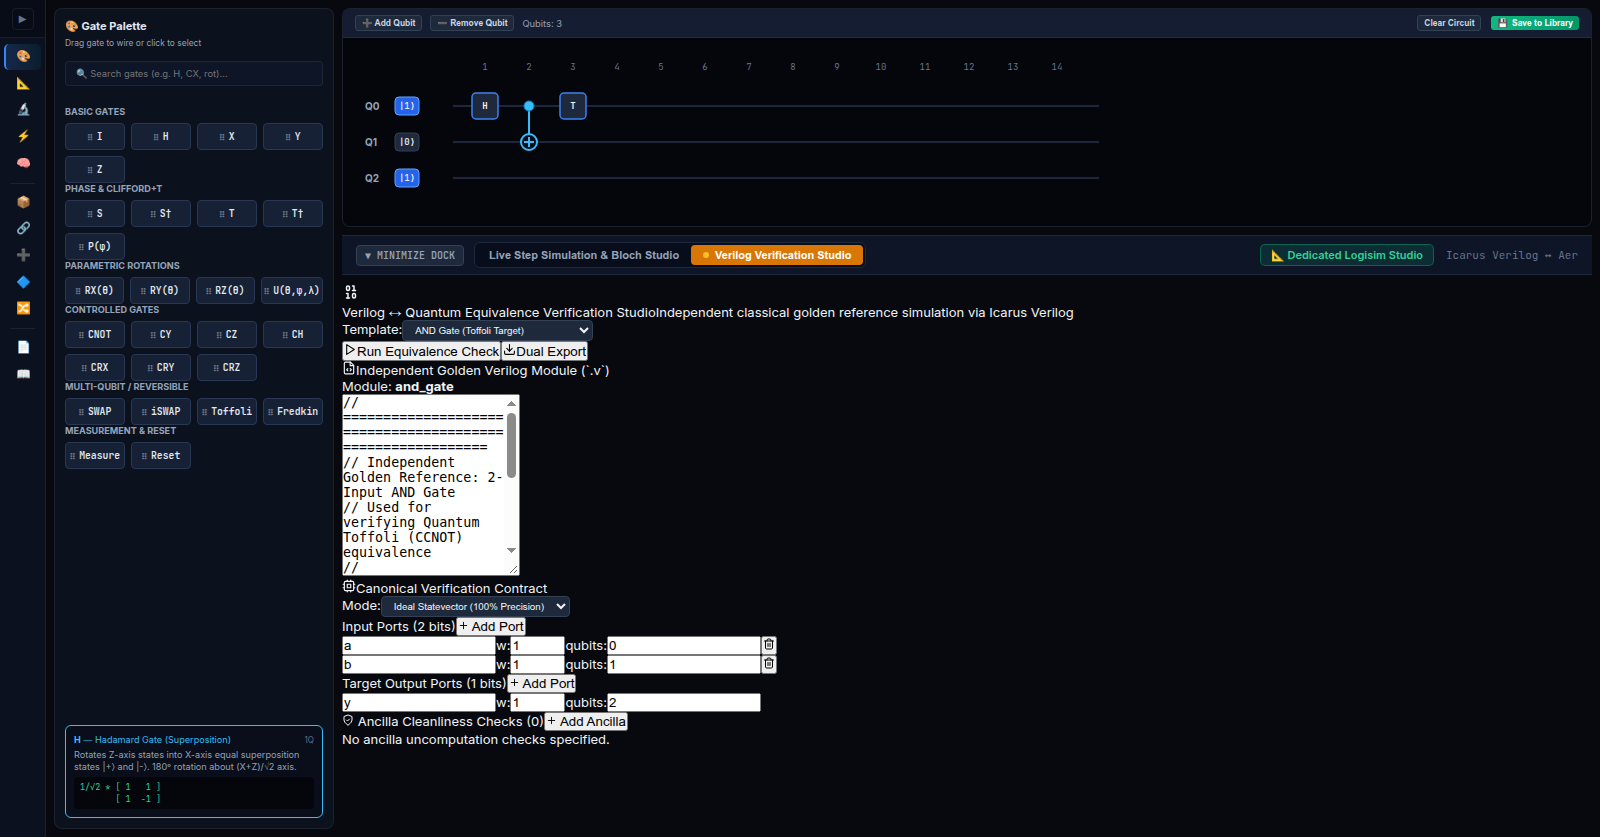 🎨 Gate Palette
Drag gate to wire or click to select
🔍 Search gates (e.g. H, CX, rot)...
BASIC GATES
I H X Y
Z
PHASE & CLIFFORD+T
S S† T T†
P(φ)
PARAMETRIC ROTATIONS
RX(θ) RY(θ) RZ(θ) U(θ,φ,λ)
CONTROLLED GATES
CNOT CY CZ CH
CRX CRY CRZ
MULTI-QUBIT / REVERSIBLE
SWAP iSWAP Toffoli Fredkin
MEASUREMENT & RESET
Measure Reset
H — Hadamard Gate (Superposition) 1Q
Rotates Z-axis states into X-axis equal superposition
states |+⟩ and |-⟩. 180° rotation about (X+Z)/√2 axis.
1/√2 * [ 1 1 ]
[ 1 -1 ]
➕ Add Qubit ➖ Remove Qubit Qubits: 3 Clear Circuit 💾 Save to Library
1 2 3 4 5 6 7 8 9 10 11 12 13 14
Q0 |1⟩ H T
Q1 |0⟩
Q2 |1⟩
▼ MINIMIZE DOCK Live Step Simulation & Bloch Studio Verilog Verification Studio 📐 Dedicated Logisim Studio Icarus Verilog ↔ Aer
Verilog ↔ Quantum Equivalence Verification StudioIndependent classical golden reference simulation via Icarus Verilog
Template: AND Gate (Toffoli Target)
Run Equivalence Check Dual Export
Independent Golden Verilog Module (`.v`)
Module: and_gate
//
====================
====================
==================
// Independent
Golden Reference: 2-
Input AND Gate
// Used for
verifying Quantum
Toffoli (CCNOT)
equivalence
//
Canonical Verification Contract
Mode: Ideal Statevector (100% Precision)
Input Ports (2 bits) + Add Port
a w: 1 qubits: 0
b w: 1 qubits: 1
Target Output Ports (1 bits) + Add Port
y w: 1 qubits: 2
Ancilla Cleanliness Checks (0) + Add Ancilla
No ancilla uncomputation checks specified.